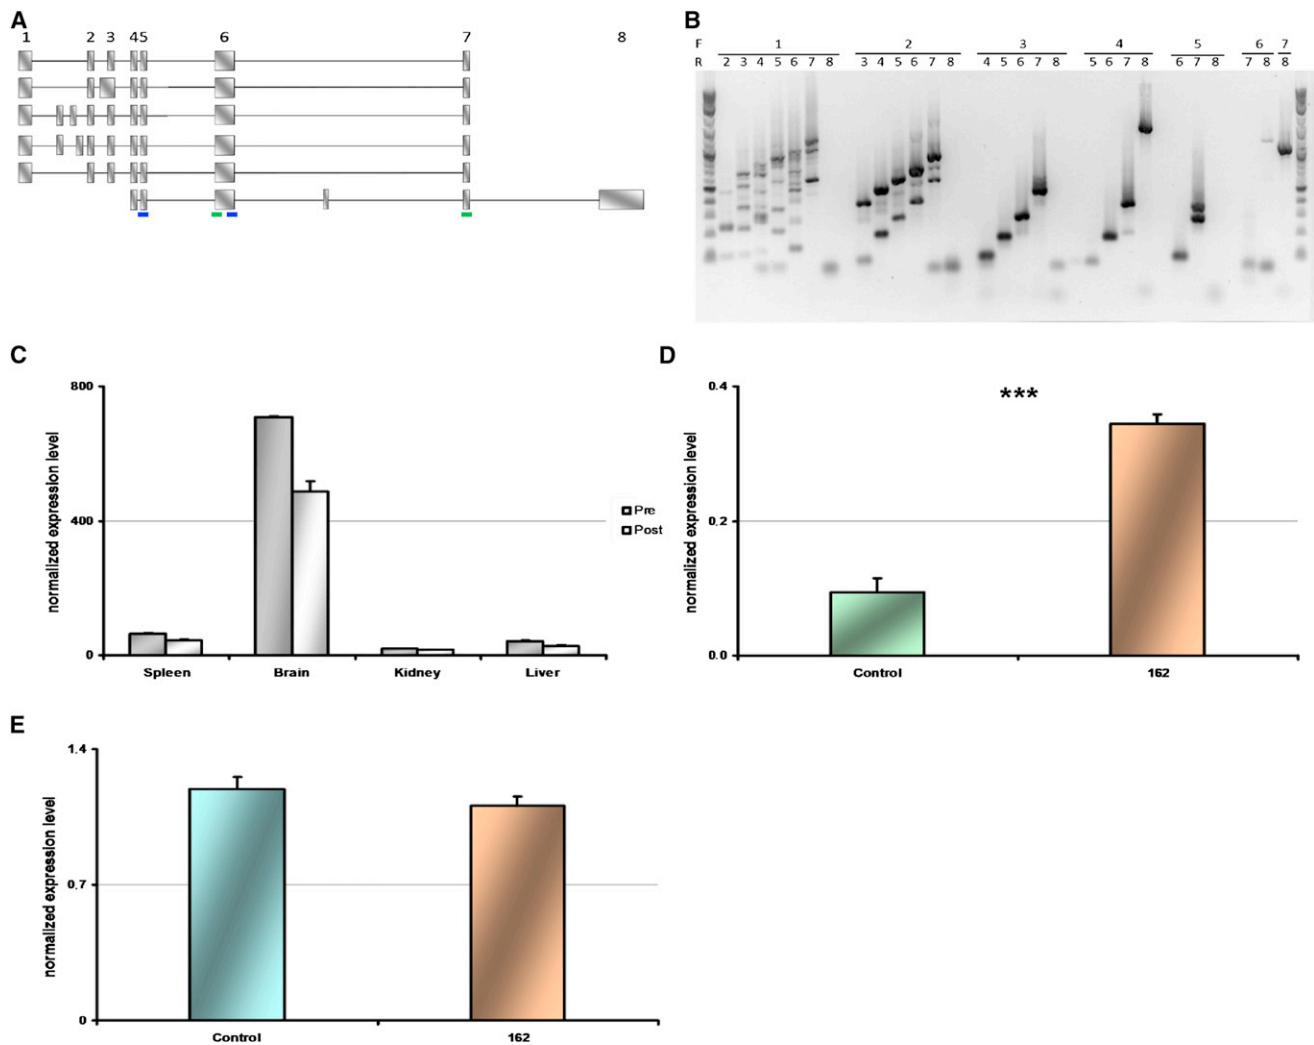 A
1 2 3 4 5 6 7 8
B
F 1 2 3 4 5 6 7
R 2 3 4 5 6 7 8 3 4 5 6 7 8 4 5 6 7 8 5 6 7 8 6 7 8 7 8 8
C
normalized expression level
800
400
0
Spleen Brain Kidney Liver
Pre
Post
D
normalized expression level
0.4
0.2
0.0
***
Control 162
E
normalized expression level
1.4
0.7
0
Control 162